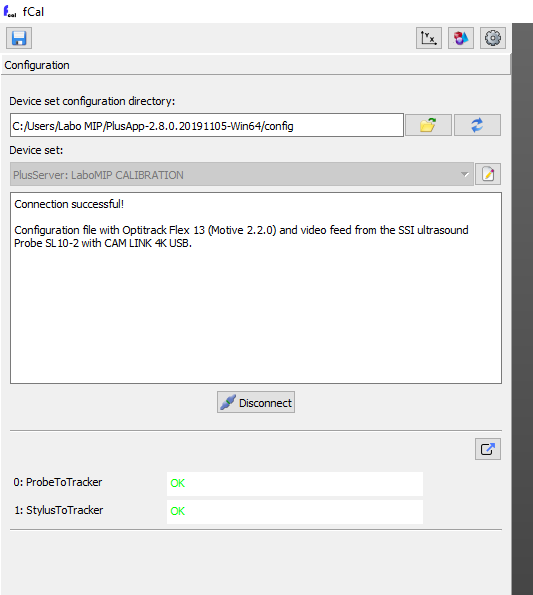 fCal
Configuration
Device set configuration directory:
C:/Users/Labo MIP/PlusApp-2.8.0.20191105-Win64/config
Device set:
PlusServer: LaboMIP CALIBRATION
Connection successful!
Configuration file with Optitrack Flex 13 (Motive 2.2.0) and video feed from the SSI ultrasound
Probe SL10-2 with CAM LINK 4K USB.
Disconnect
0: ProbeToTracker OK
1: StylusToTracker OK